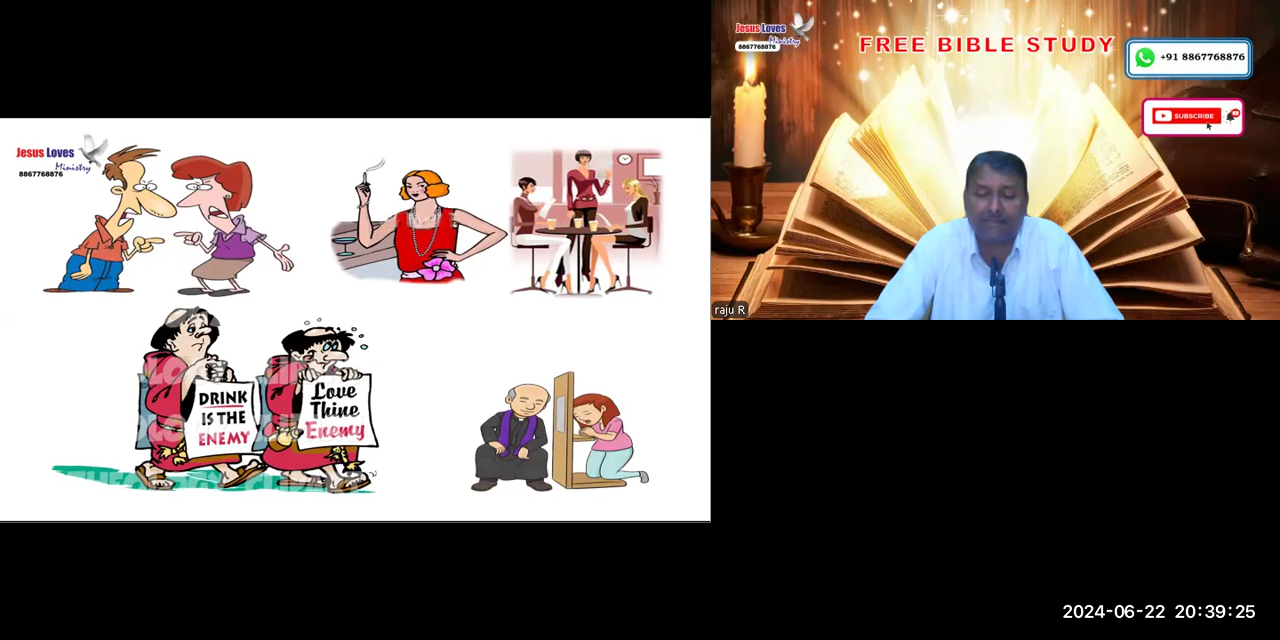 Jesus Loves
Ministry
8867768876
DRINK
IS THE
ENEMY
Love
Thine
Enemy
Jesus Loves
Ministry
8867768876
FREE BIBLE STUDY
+91 8867768876
SUBSCRIBE
raju R
2024-06-22 20:39:25